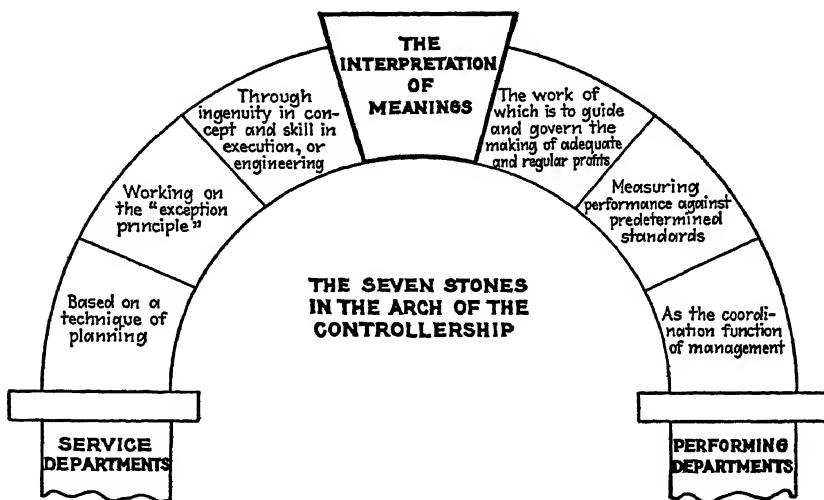 THE
INTERPRETATION
OF
MEANINGS
Through
ingenuity in con-
cept and skill in
execution, or
engineering
The work of
which is to guide
and govern the
making of adequate
and regular profits
Working on
the "exception
principle"
Measuring
performance against
predetermined
standards
Based on a
technique of
planning
THE SEVEN STONES
IN THE ARCH OF THE
CONTROLLERSHIP
As the coordi-
nation function
of management
SERVICE
DEPARTMENTS
PERFORMING
DEPARTMENTS